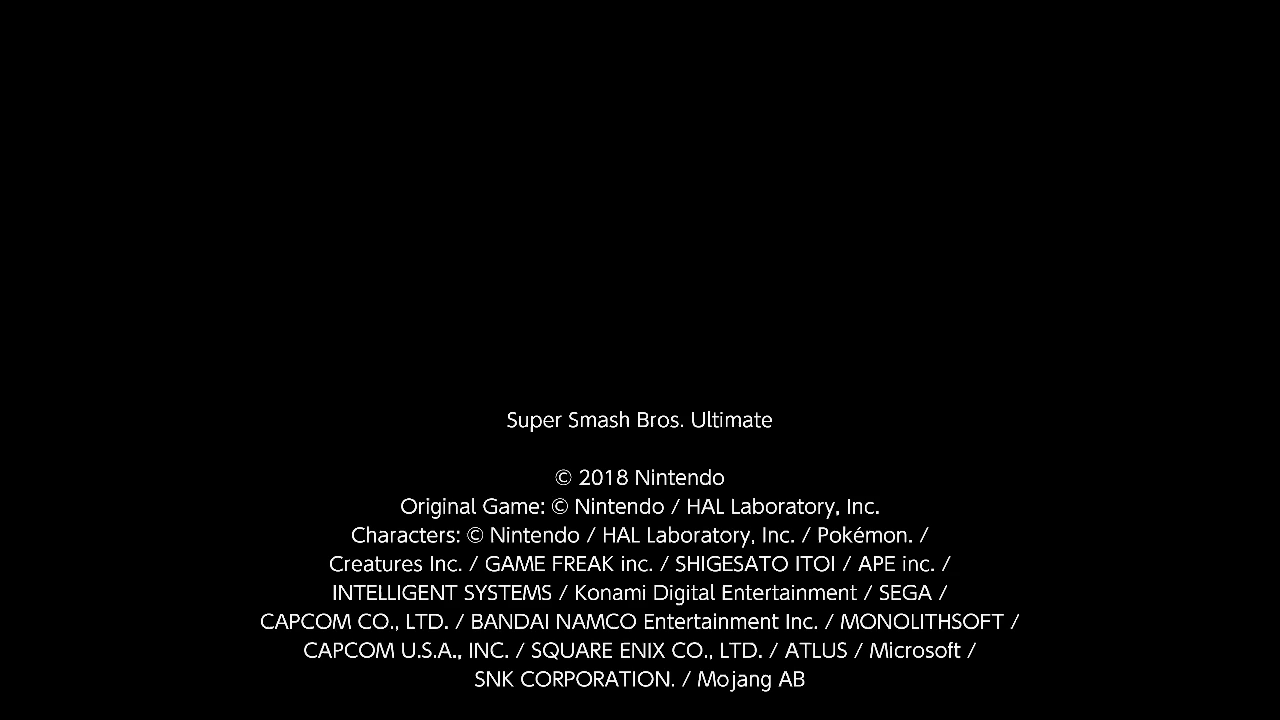 Super Smash Bros. Ultimate
© 2018 Nintendo
Original Game: © Nintendo / HAL Laboratory, Inc.
Characters: © Nintendo / HAL Laboratory, Inc. / Pokémon. /
Creatures Inc. / GAME FREAK inc. / SHIGESATO ITOI / APE inc. /
INTELLIGENT SYSTEMS / Konami Digital Entertainment / SEGA /
CAPCOM CO., LTD. / BANDAI NAMCO Entertainment Inc. / MONOLITHSOFT /
CAPCOM U.S.A., INC. / SQUARE ENIX CO., LTD. / ATLUS / Microsoft /
SNK CORPORATION. / Mojang AB